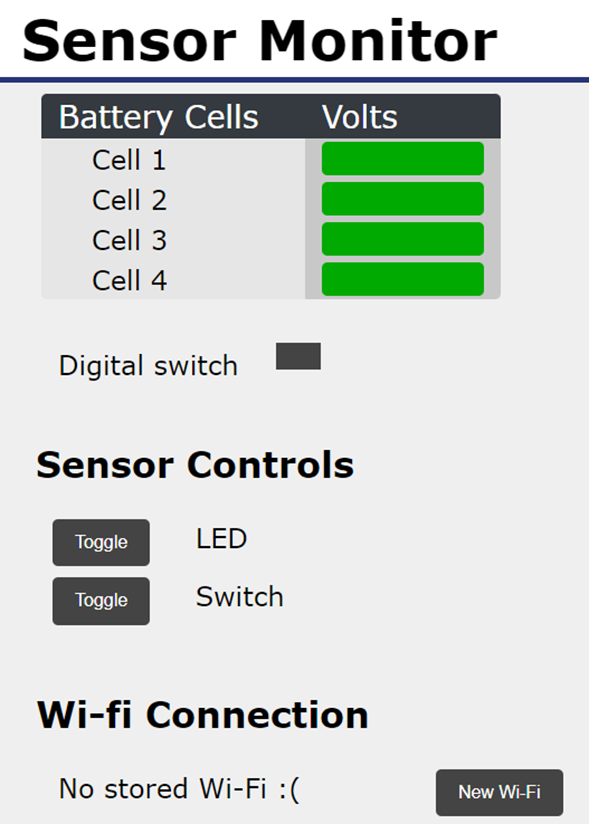 Sensor Monitor
Battery Cells Volts
Cell 1
Cell 2
Cell 3
Cell 4
Digital switch
Sensor Controls
Toggle LED
Toggle Switch
Wi-fi Connection
No stored Wi-Fi :( New Wi-Fi